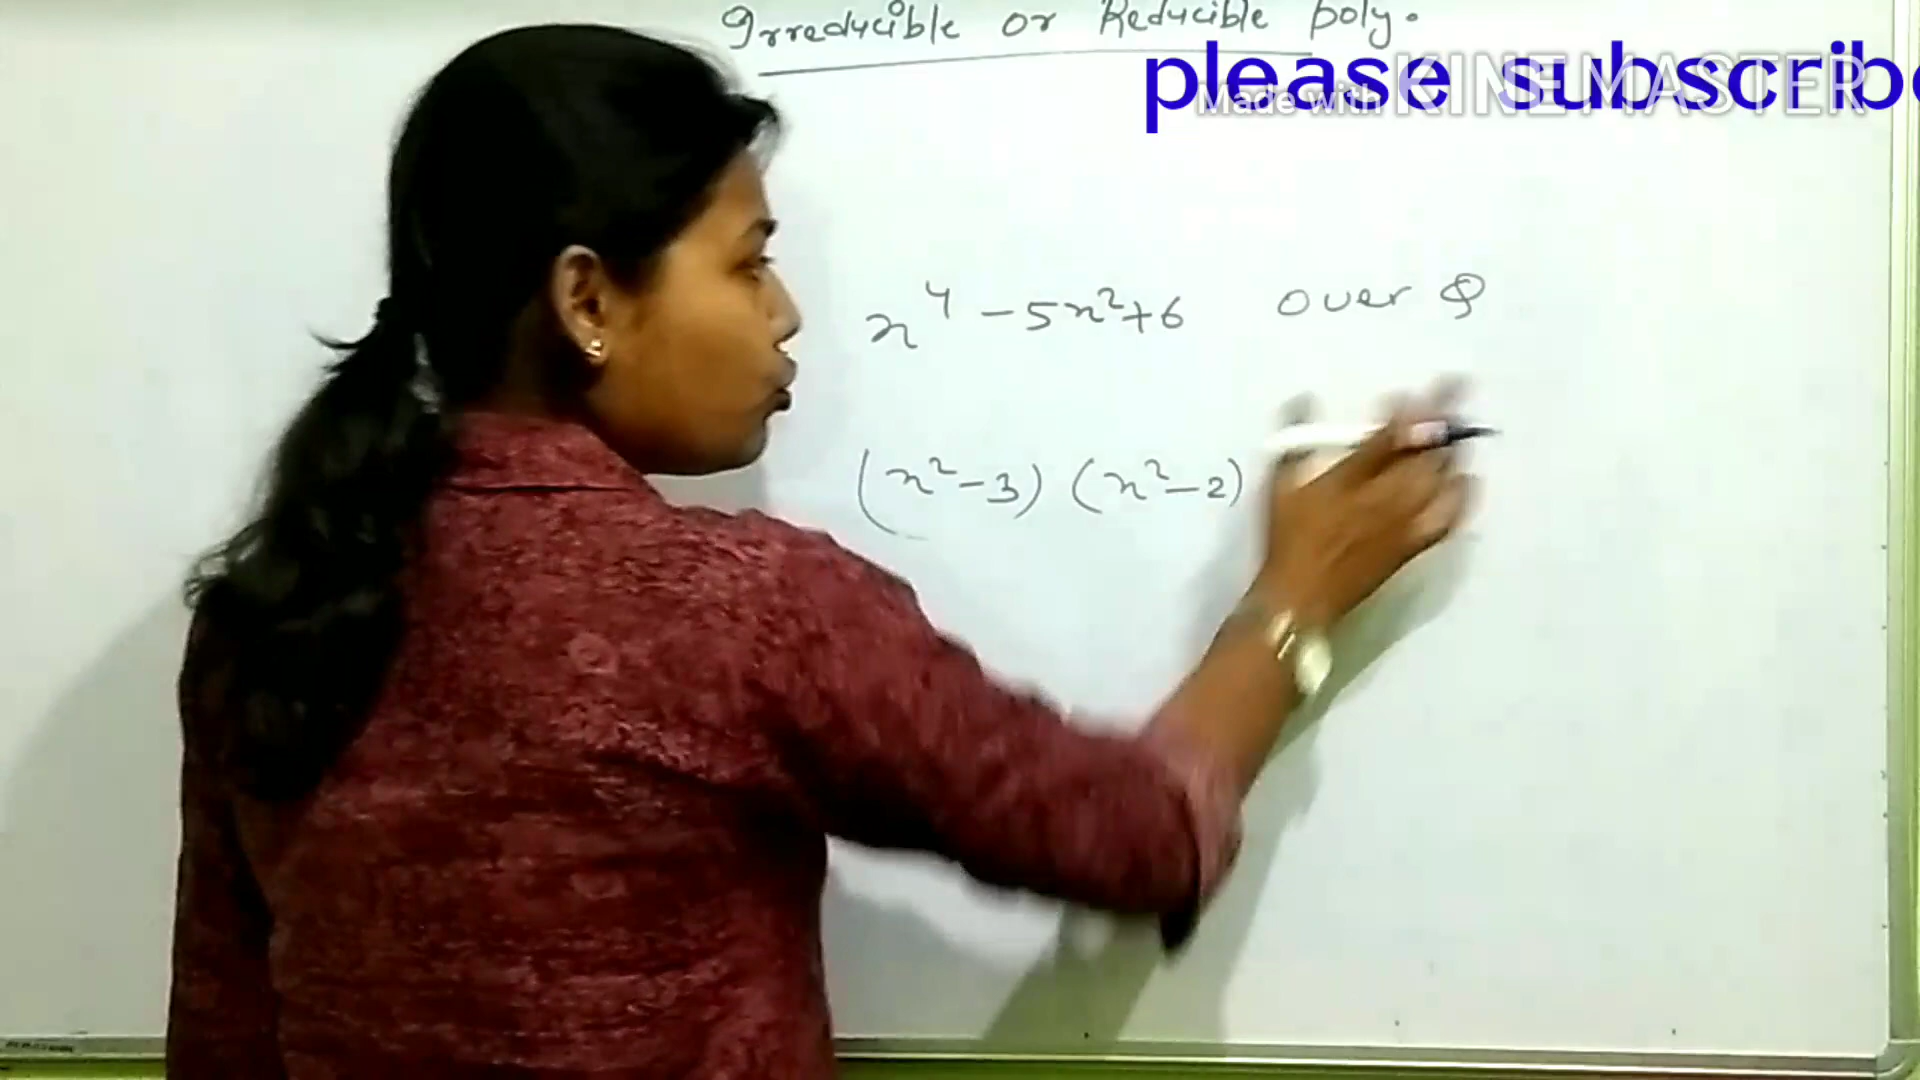 Irreducible or Reducible poly.
please subscribe
Made with KINEMASTER
x⁴ - 5x² + 6 over Q
(x² - 3) (x² - 2)